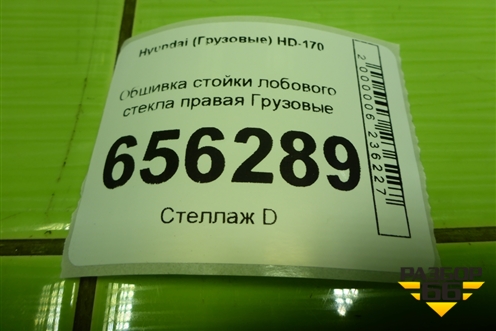 Hyundai (Грузовые) HD-170
Обшивка стойки лобового
стекла правая Грузовые
656289
Стеллаж D
2000006236227
РАЗБОР
66